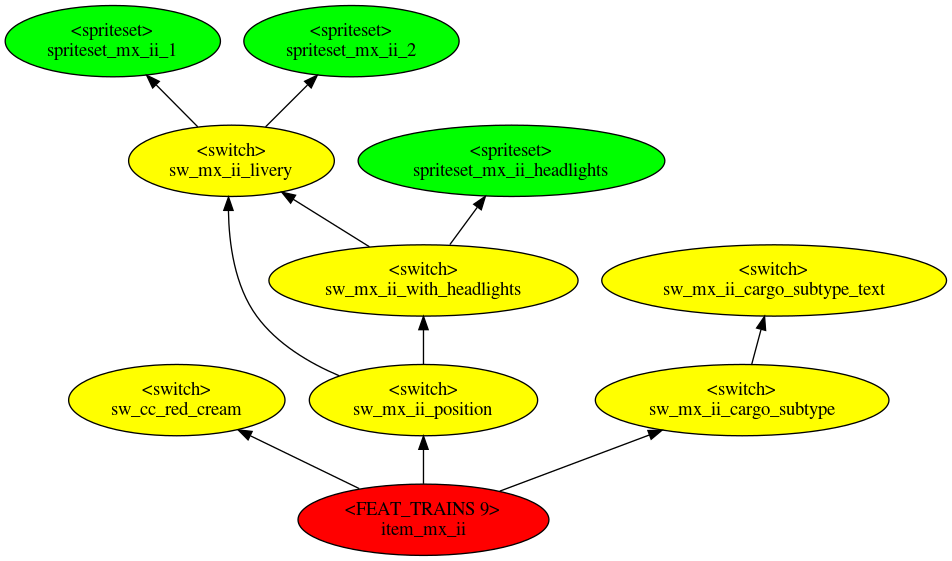 <spriteset>
spriteset_mx_ii_1
<spriteset>
spriteset_mx_ii_2
<switch>
sw_mx_ii_livery
<spriteset>
spriteset_mx_ii_headlights
<switch>
sw_mx_ii_with_headlights
<switch>
sw_mx_ii_cargo_subtype_text
<switch>
sw_cc_red_cream
<switch>
sw_mx_ii_position
<switch>
sw_mx_ii_cargo_subtype
<FEAT_TRAINS 9>
item_mx_ii